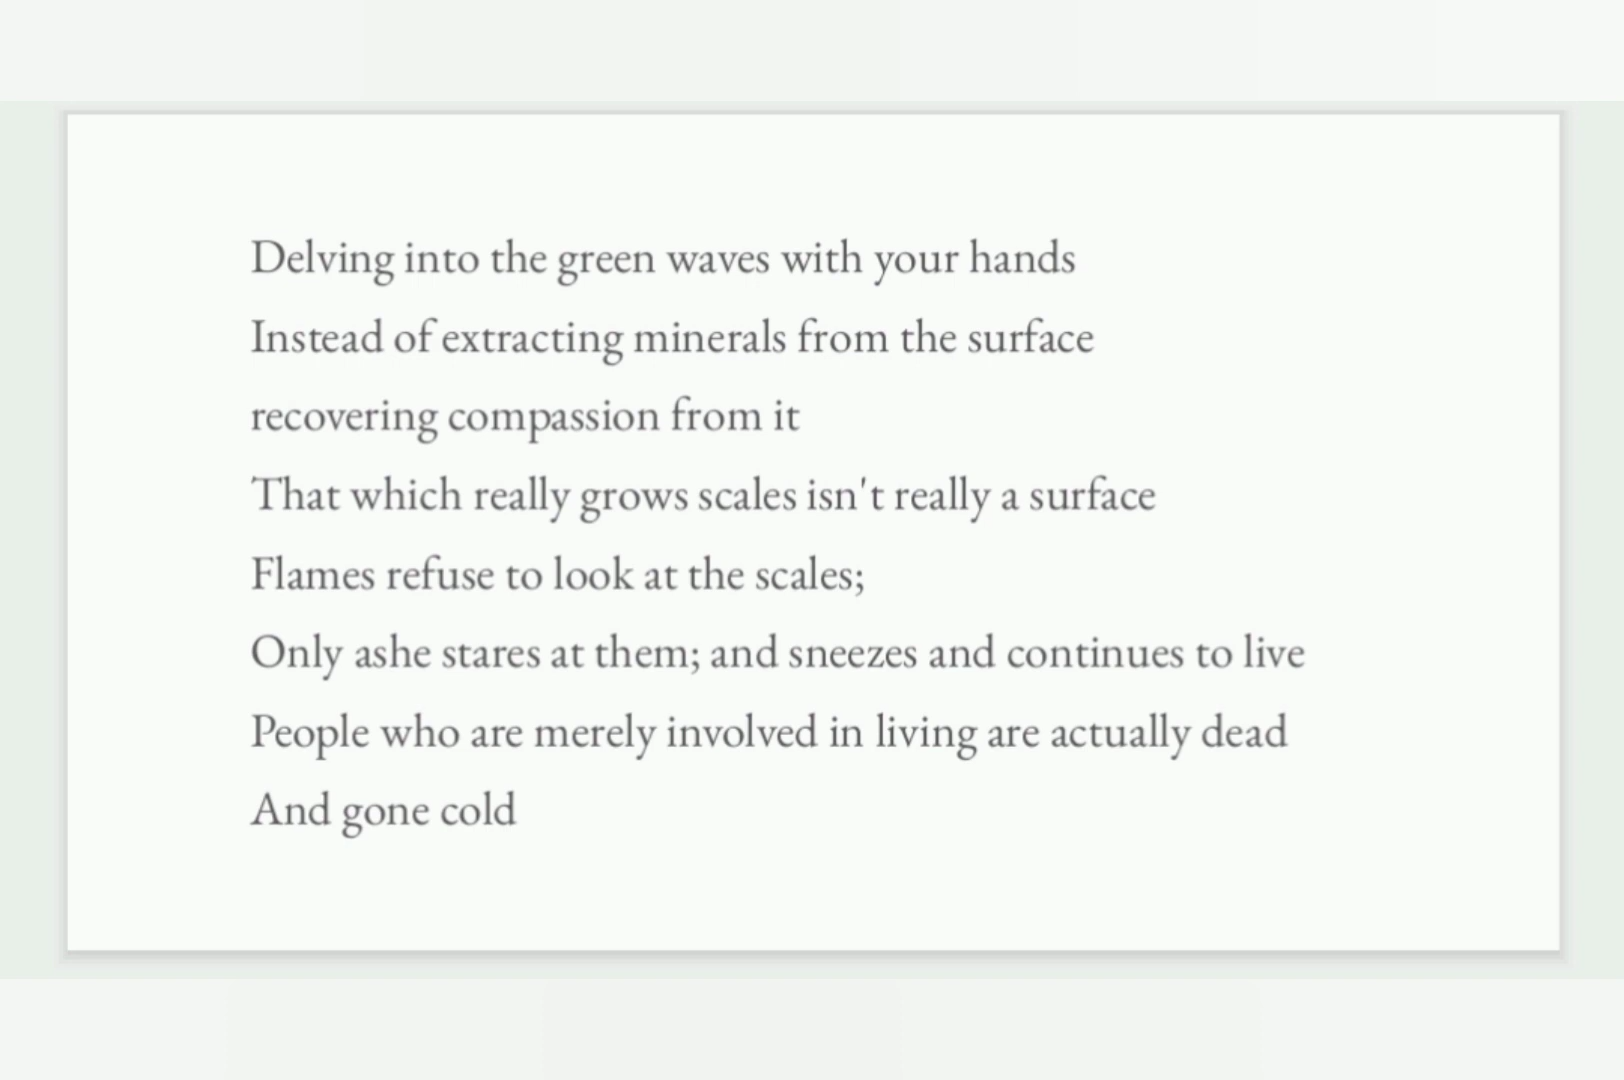 Delving into the green waves with your hands
Instead of extracting minerals from the surface
recovering compassion from it
That which really grows scales isn't really a surface
Flames refuse to look at the scales;
Only ashe stares at them; and sneezes and continues to live
People who are merely involved in living are actually dead
And gone cold